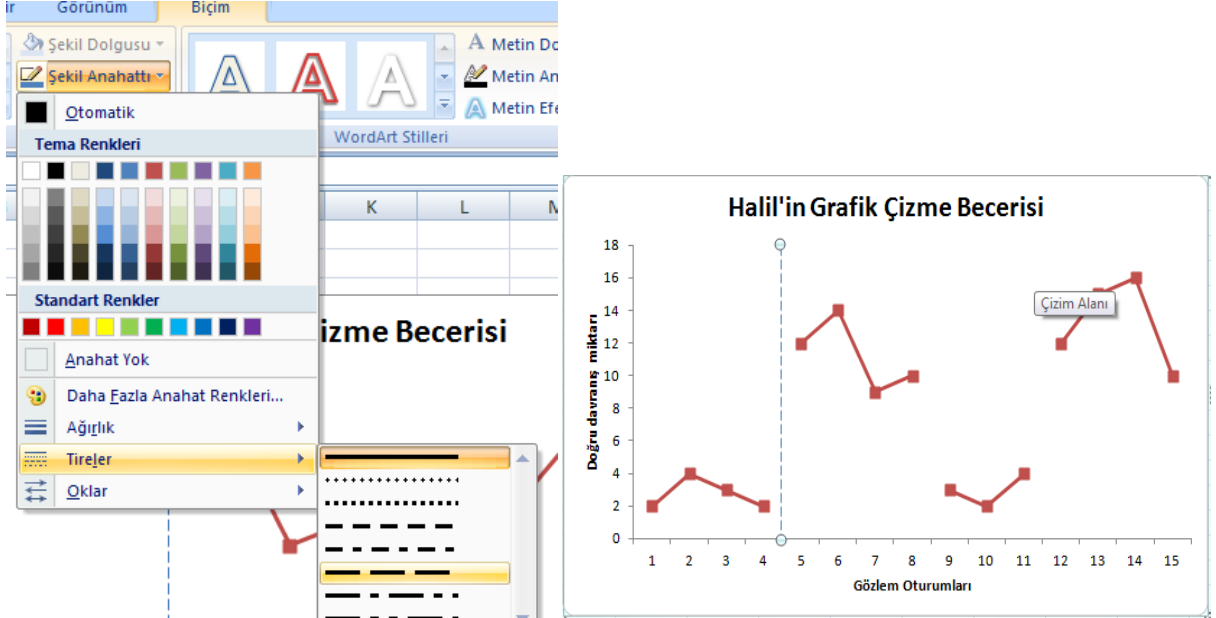 Görünüm Biçim
Şekil Dolgusu
Şekil Anahattı
A Metin Do
Metin An
Metin Efe
WordArt Stilleri
Otomatik
Tema Renkleri
K L M
Standart Renkler
izme Becerisi
Anahat Yok
Daha Fazla Anahat Renkleri...
Ağırlık
Tireler
Oklar
Halil'in Grafik Çizme Becerisi
18
16
14
12
10
8
6
4
2
0
Doğru davranış miktarı
Çizim Alanı
1 2 3 4 5 6 7 8 9 10 11 12 13 14 15
Gözlem Oturumları